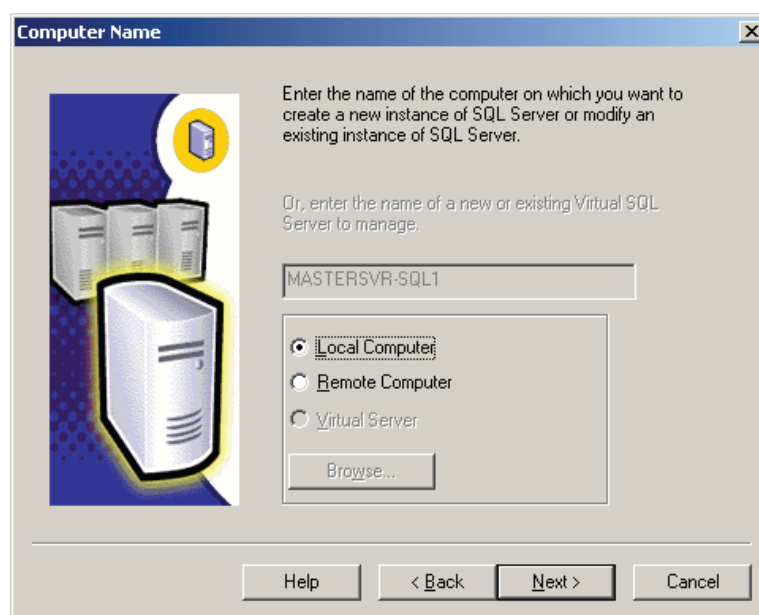 Computer Name
Enter the name of the computer on which you want to
create a new instance of SQL Server or modify an
existing instance of SQL Server.
Or, enter the name of a new or existing Virtual SQL
Server to manage.
MASTERSVR-SQL1
Local Computer
Remote Computer
Virtual Server
Browse...
Help
< Back
Next >
Cancel